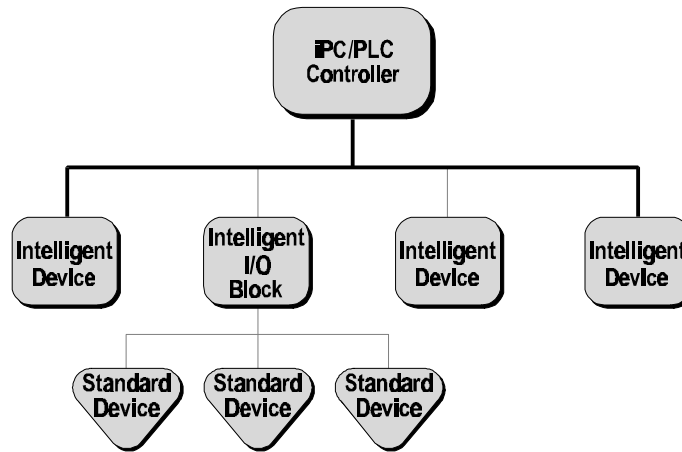 iPC/PLC
Controller
Intelligent
Device
Intelligent
I/O
Block
Intelligent
Device
Intelligent
Device
Standard
Device
Standard
Device
Standard
Device